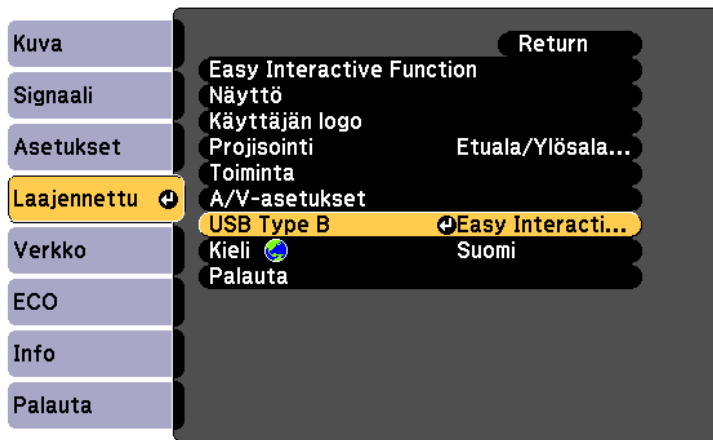 Kuva
Signaali
Asetukset
Laajennettu
Verkko
ECO
Info
Palauta
Return
Easy Interactive Function
Näyttö
Käyttäjän logo
Projisointi Etuala/Ylösala...
Toiminta
A/V-asetukset
USB Type B Easy Interacti...
Kieli Suomi
Palauta